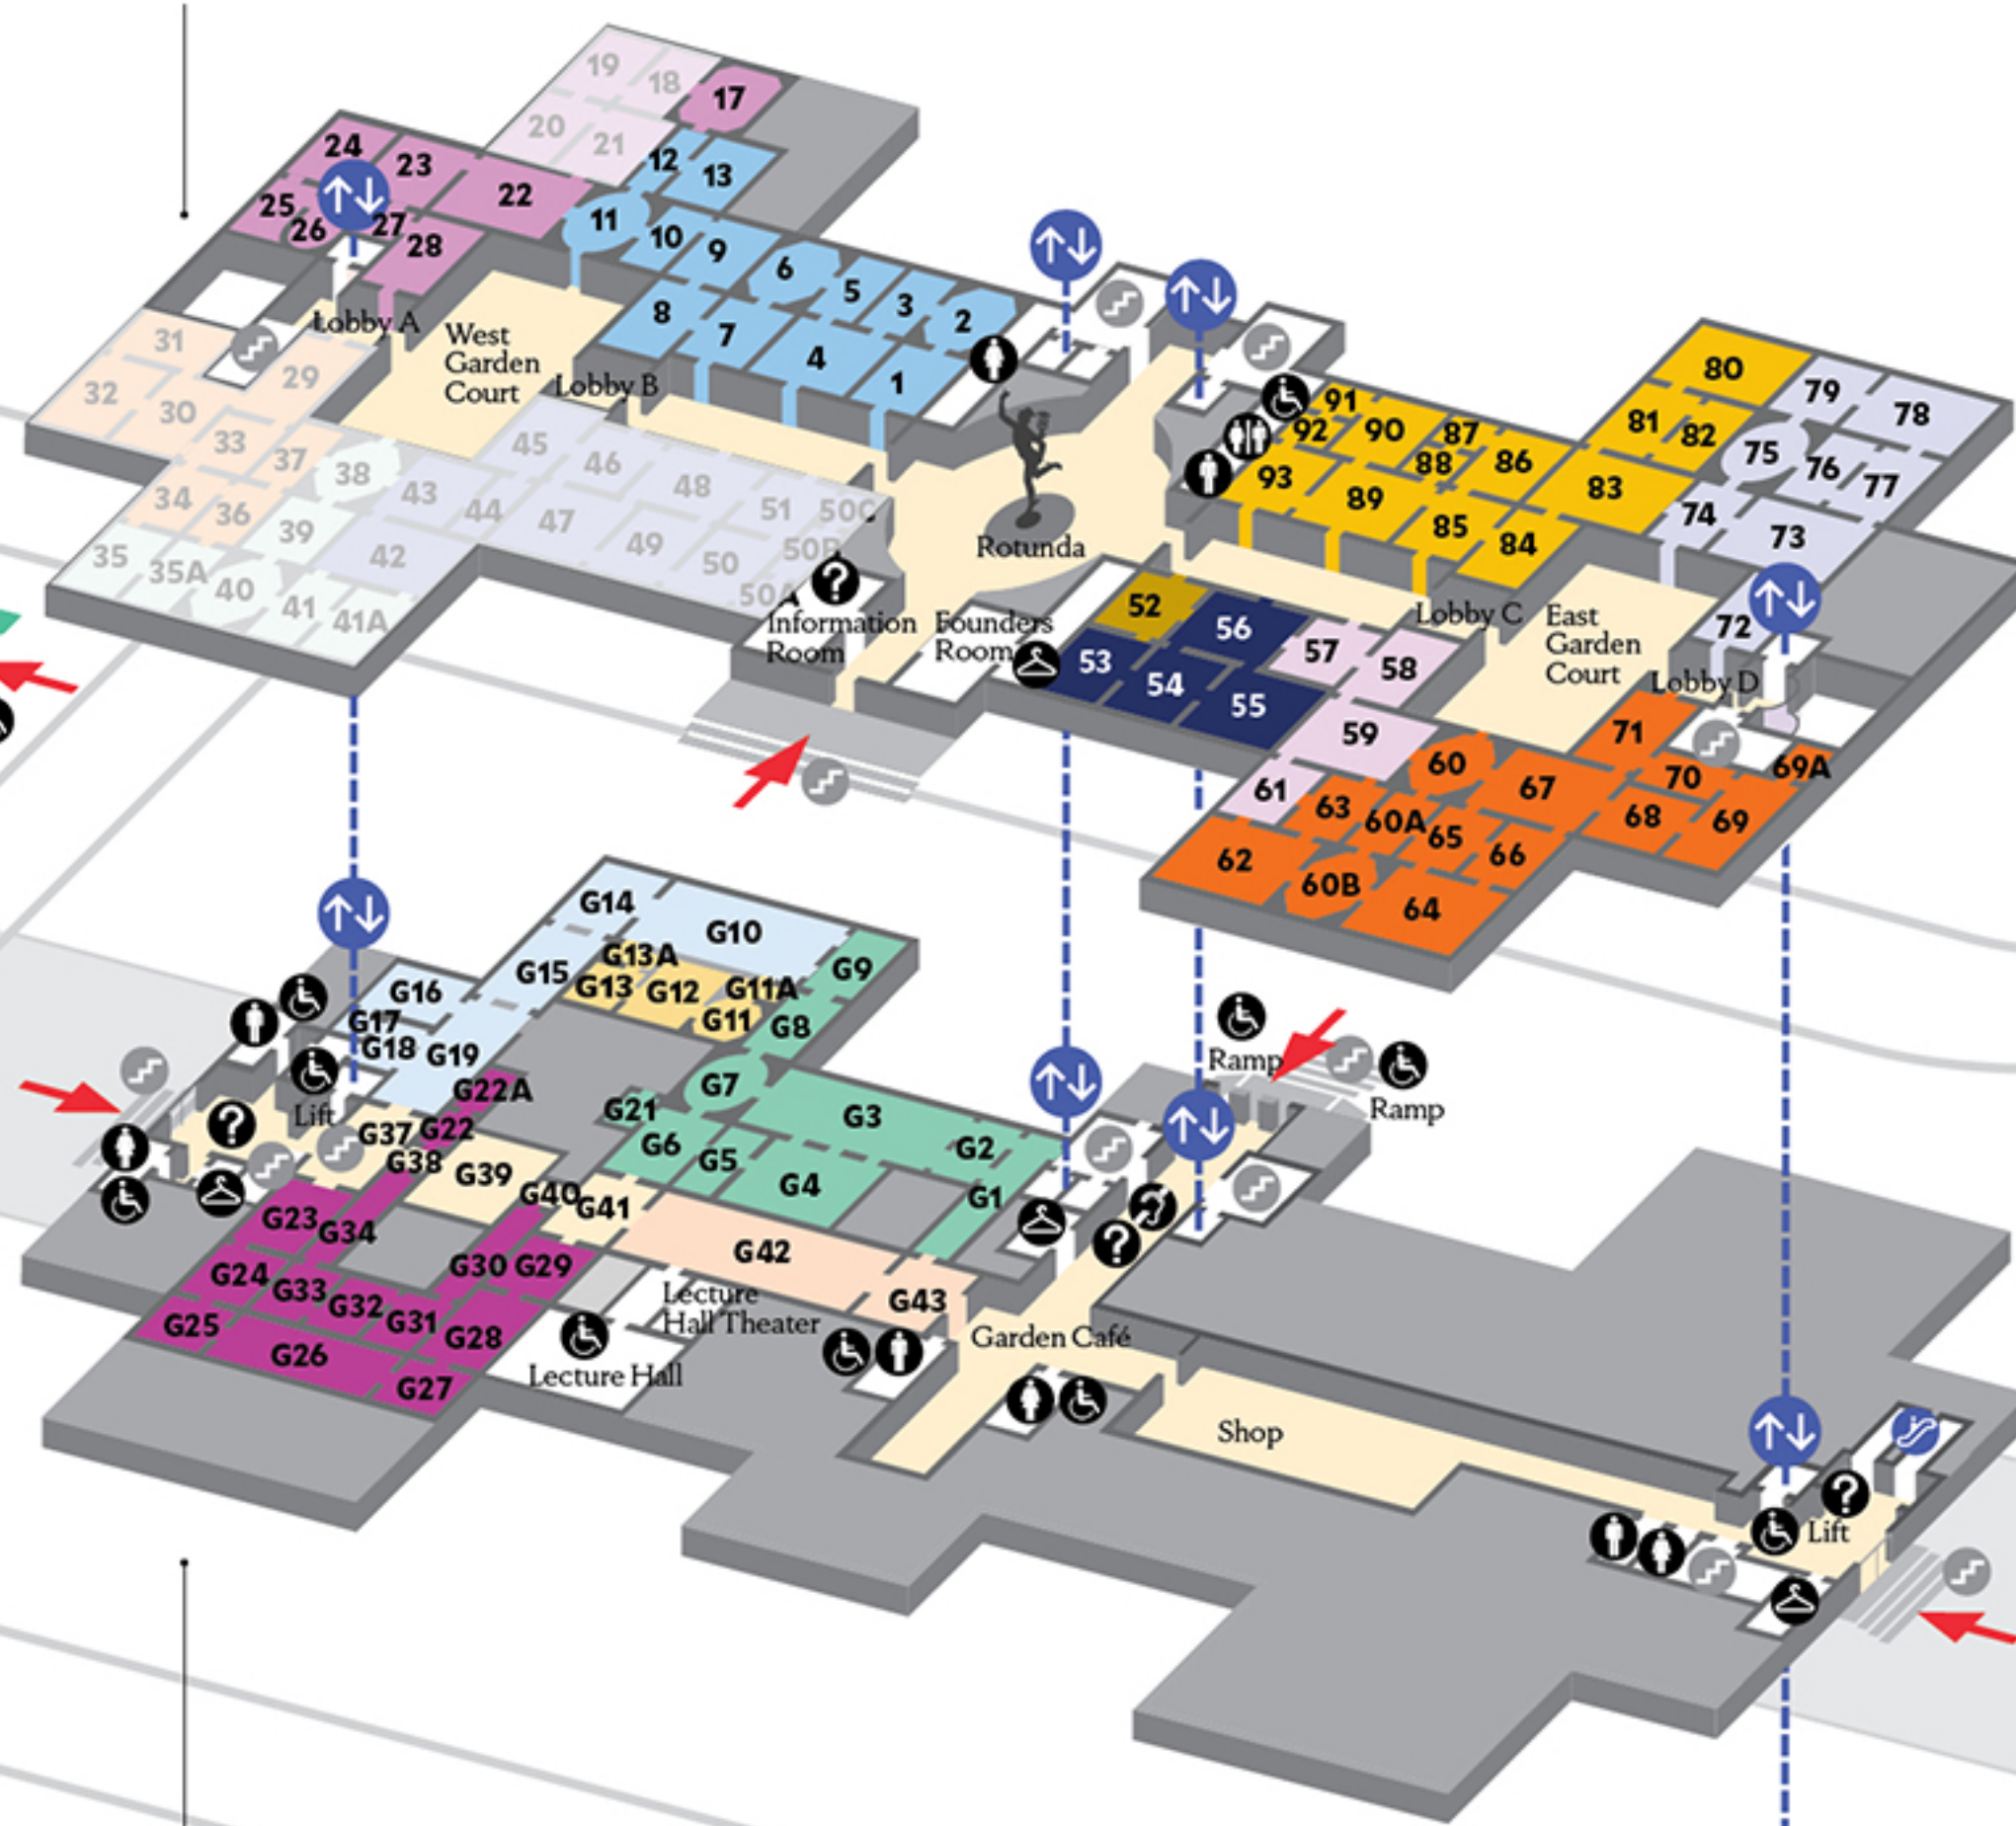 19
18
17
20
21
24
23
22
12
13
25
26
27
28
11
10
9
6
5
3
2
8
7
4
1
Lobby A
West
Garden
Court
Lobby B
31
32
30
29
33
37
34
36
38
35
35A
39
40
41
41A
43
42
44
45
46
47
48
49
51
50
50C
50B
50A
?
Information
Room
Rotunda
Founders
Room
80
79
78
81
82
75
76
77
91
92
90
87
88
86
83
93
89
85
84
74
73
72
52
56
53
54
55
57
58
59
61
Lobby C
East
Garden
Court
Lobby D
71
70
69A
60
67
68
69
63
60A
65
66
62
60B
64
G14
G10
G13A
G15
G13
G12
G11A
G11
G9
G8
G16
G17
G18
G19
G22A
G7
G21
G3
G6
G5
G2
G4
G1
Lift
?
G37
G22
G38
G39
G40
G41
G23
G34
G42
G24
G33
G30
G29
G32
G31
G43
G25
G28
G26
G27
Lecture
Hall Theater
Lecture Hall
Ramp
Ramp
?
Garden Café
Shop
?
Lift